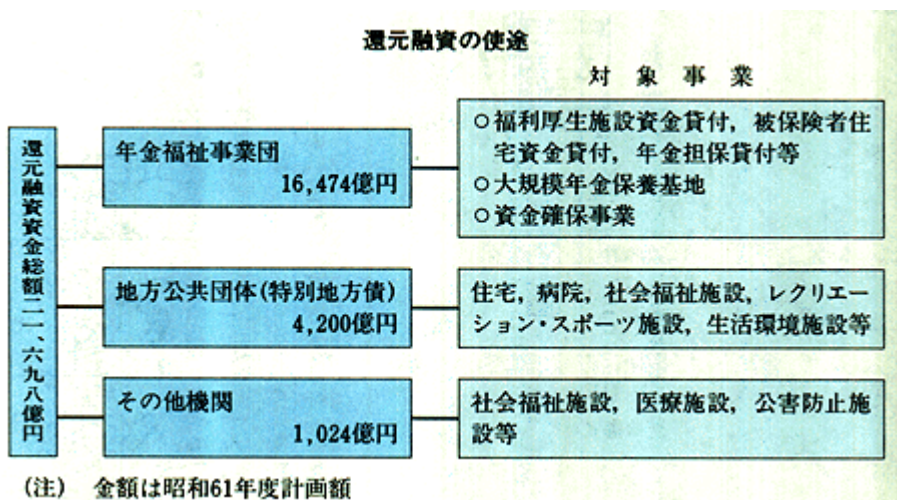 還元融資の使途
対象事業
還元融資資金総額二一、六九八億円
年金福祉事業団
16,474億円
○福利厚生施設資金貸付，被保険者住
宅資金貸付，年金担保貸付等
○大規模年金保養基地
○資金確保事業
地方公共団体(特別地方債)
4,200億円
住宅，病院，社会福祉施設，レクリエー
ション・スポーツ施設，生活環境施設等
その他機関
1,024億円
社会福祉施設，医療施設，公害防止施
設等
(注) 金額は昭和61年度計画額